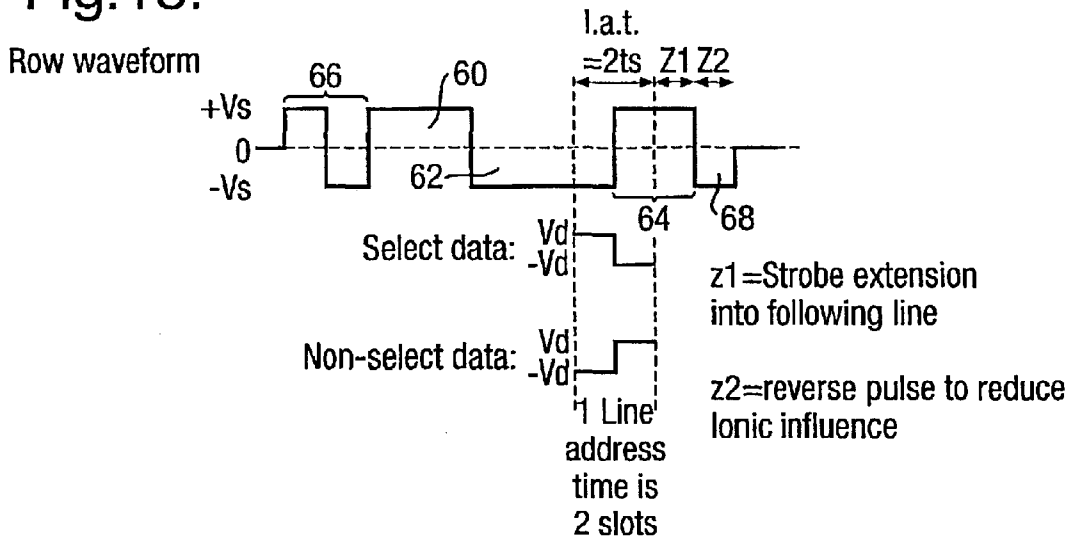 Fig.18.
Row waveform
l.a.t.
=2ts
Z1 Z2
66
60
+Vs
0
-Vs
62
64
68
Select data:
Vd
-Vd
z1=Strobe extension
into following line
Non-select data:
Vd
-Vd
z2=reverse pulse to reduce
Ionic influence
1 Line
address
time is
2 slots